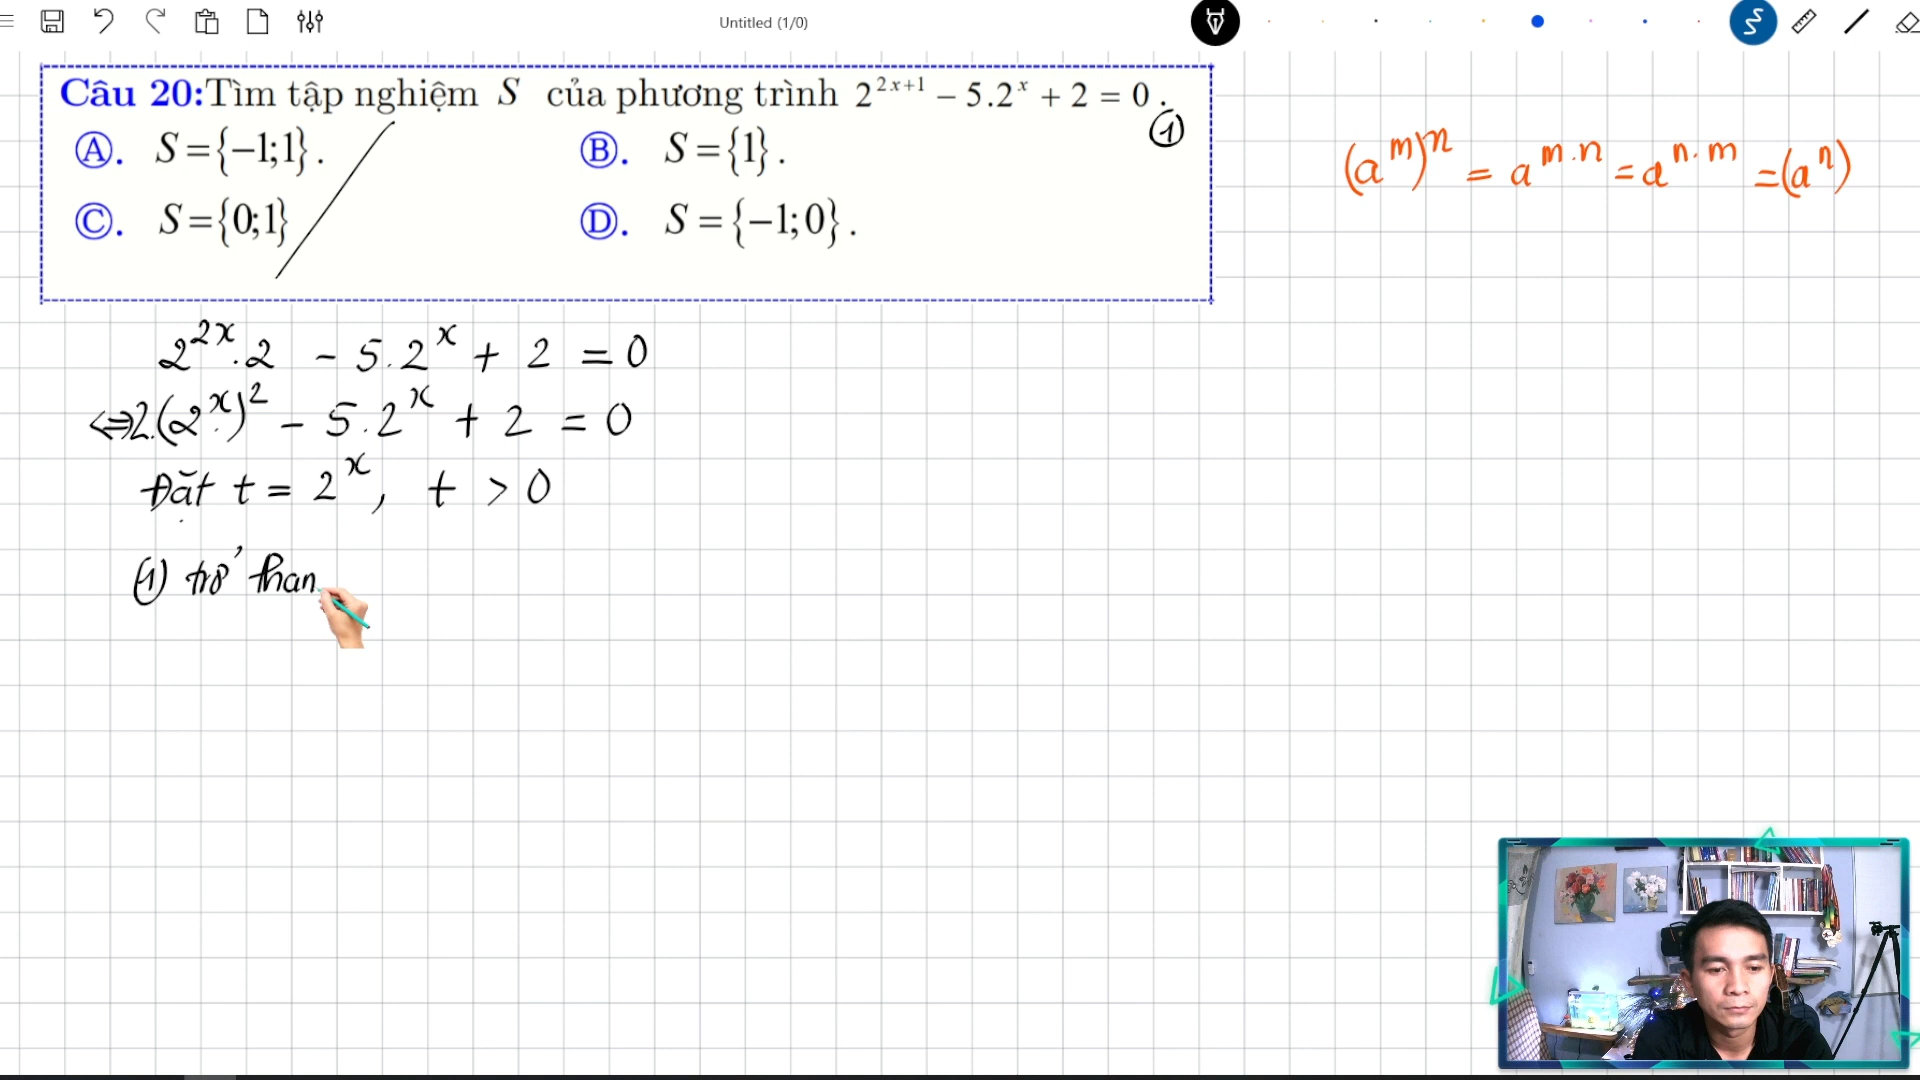 Untitled (1/0)
Câu 20:Tìm tập nghiệm S của phương trình 2^{2x+1} − 5.2^x + 2 = 0 .
(1)
A. S={−1;1}. B. S={1}.
C. S={0;1} D. S={−1;0}.
(a^m)^n = a^{m.n} = a^{n.m} =(a^n)
2^{2x}.2 − 5.2^x + 2 = 0
⇔2.(2^x)^2 − 5.2^x + 2 = 0
Đặt t = 2^x, t > 0
(1) trở than